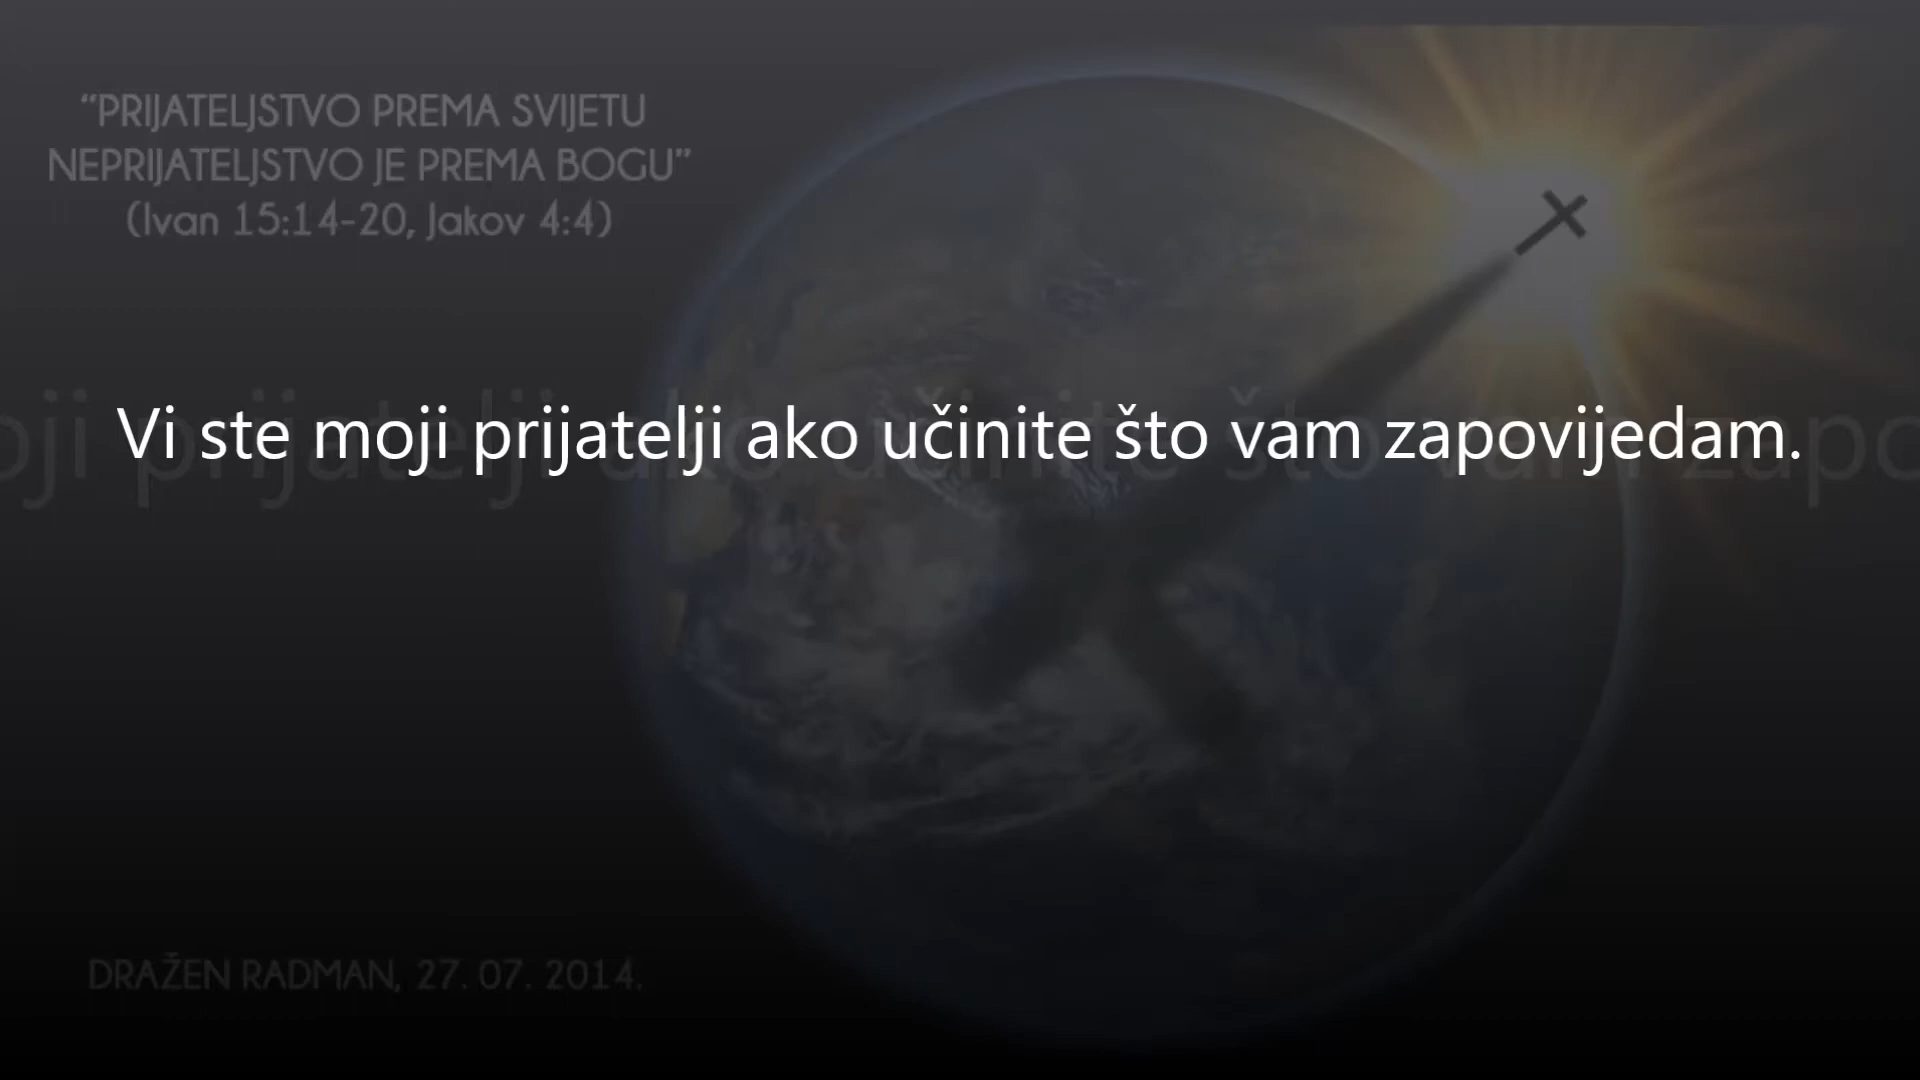 “PRIJATELJSTVO PREMA SVIJETU
NEPRIJATELJSTVO JE PREMA BOGU”
(Ivan 15:14-20, Jakov 4:4)
Vi ste moji prijatelji ako učinite što vam zapovijedam.
DRAŽEN RADMAN, 27. 07. 2014.